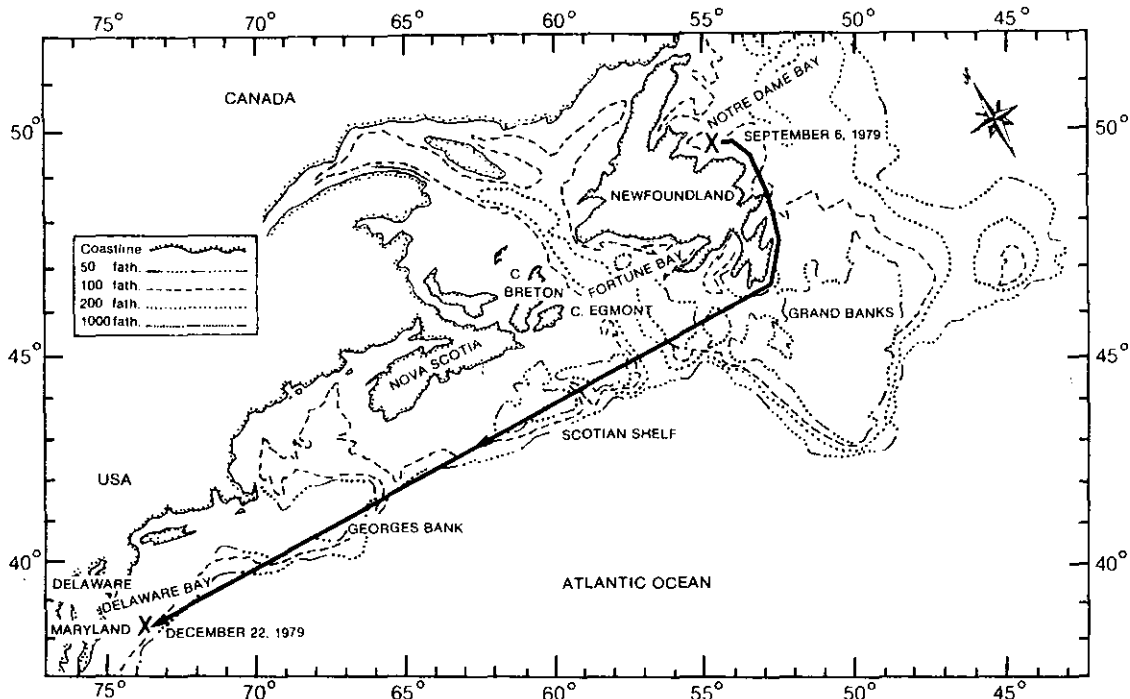 75° 70° 65° 60° 55° 50° 45°
CANADA
NOTRE DAME BAY
50° X SEPTEMBER 6, 1979 50°
NEWFOUNDLAND
Coastline
50 fath.
100 fath.
200 fath.
1000 fath.
FORTUNE BAY
C. BRETON
C. EGMONT
GRAND BANKS
45° 45°
NOVA SCOTIA
SCOTIAN SHELF
USA
GEORGES BANK
40° 40°
DELAWARE
DELAWARE BAY
ATLANTIC OCEAN
MARYLAND X DECEMBER 22, 1979
75° 70° 65° 60° 55° 50° 45°